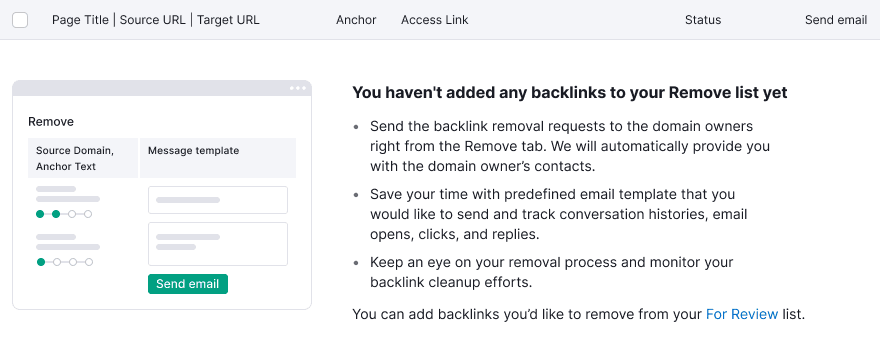 Page Title | Source URL | Target URL Anchor Access Link Status Send email
Remove
Source Domain,
Anchor Text
Message template
Send email
You haven't added any backlinks to your Remove list yet
• Send the backlink removal requests to the domain owners
right from the Remove tab. We will automatically provide you
with the domain owner’s contacts.
• Save your time with predefined email template that you
would like to send and track conversation histories, email
opens, clicks, and replies.
• Keep an eye on your removal process and monitor your
backlink cleanup efforts.
You can add backlinks you’d like to remove from your For Review list.